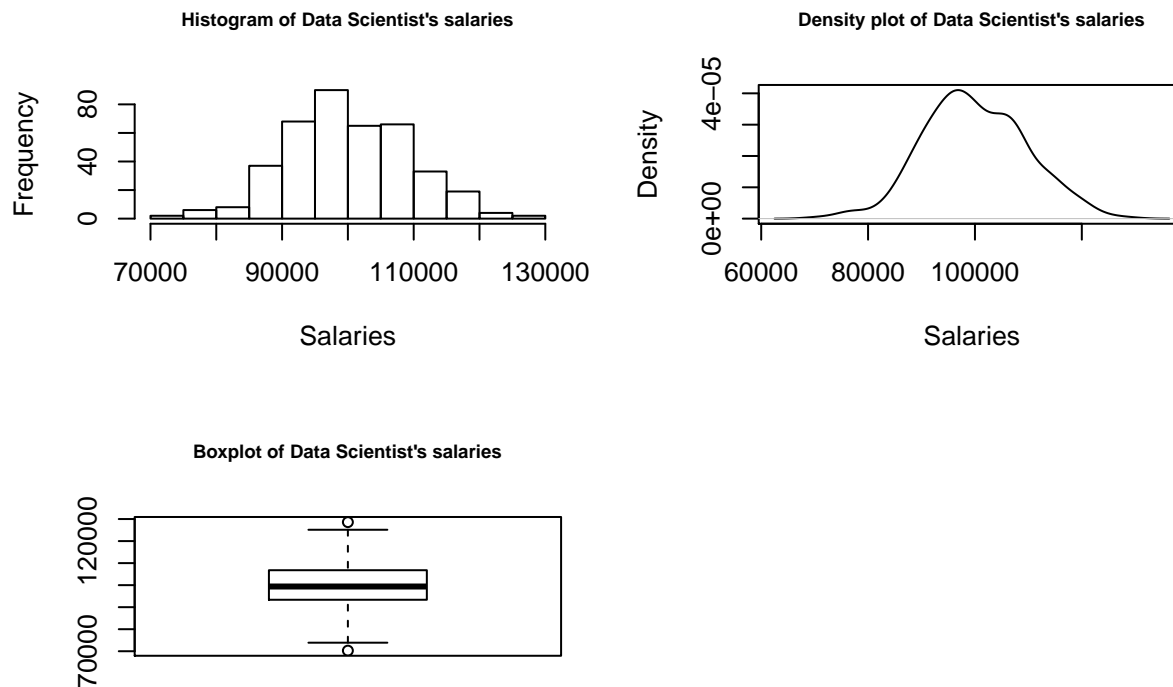 Histogram of Data Scientist's salaries
Frequency
0 40 80
70000 90000 110000 130000
Salaries
Density plot of Data Scientist's salaries
Density
0e+00 4e−05
60000 80000 100000
Salaries
Boxplot of Data Scientist's salaries
70000 120000